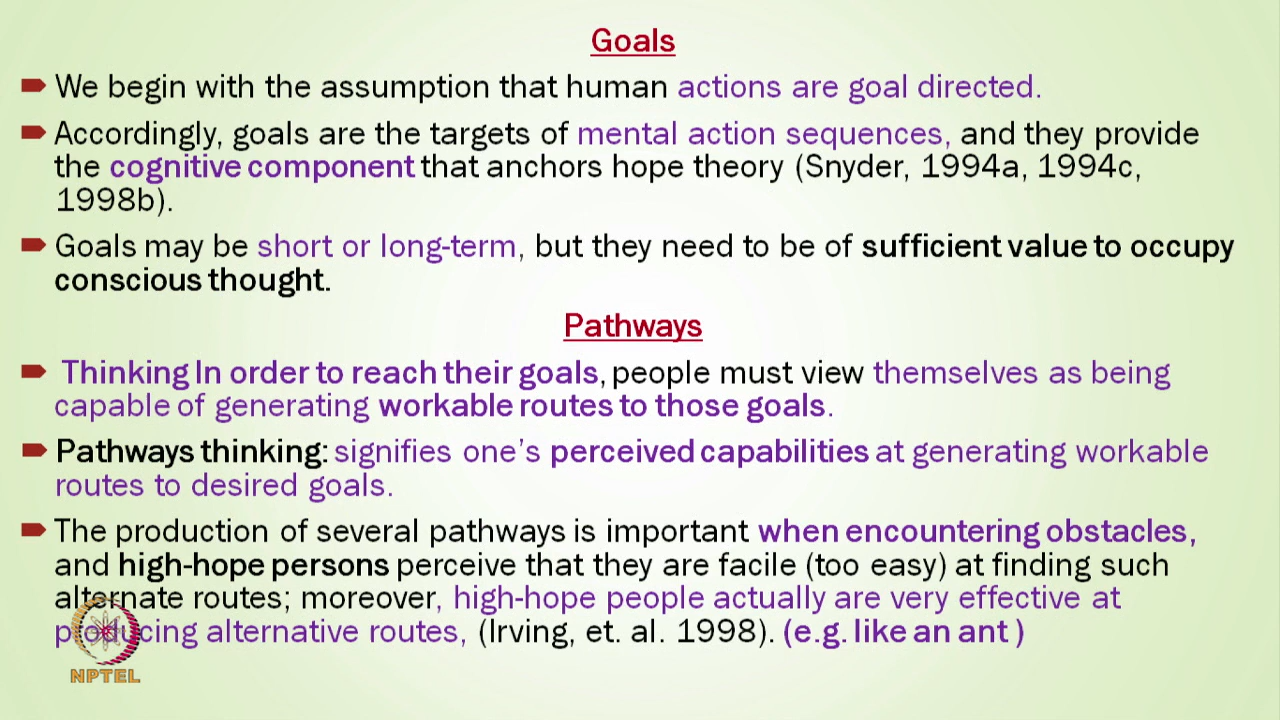 Goals
We begin with the assumption that human actions are goal directed.
Accordingly, goals are the targets of mental action sequences, and they provide
the cognitive component that anchors hope theory (Snyder, 1994a, 1994c,
1998b).
Goals may be short or long-term, but they need to be of sufficient value to occupy
conscious thought.
Pathways
Thinking In order to reach their goals, people must view themselves as being
capable of generating workable routes to those goals.
Pathways thinking: signifies one's perceived capabilities at generating workable
routes to desired goals.
The production of several pathways is important when encountering obstacles,
and high-hope persons perceive that they are facile (too easy) at finding such
alternate routes; moreover, high-hope people actually are very effective at
producing alternative routes, (Irving, et. al. 1998). (e.g. like an ant )
NPTEL